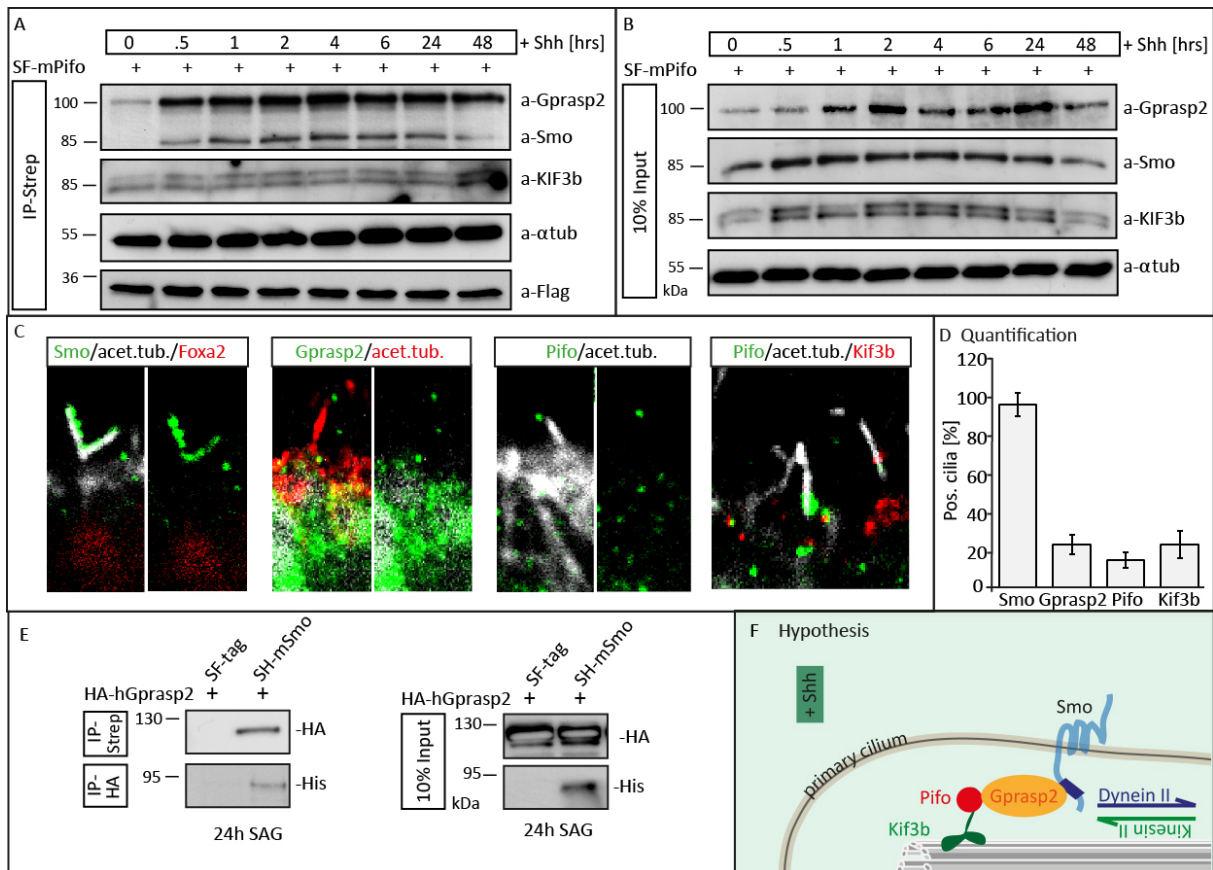 A
0 .5 1 2 4 6 24 48 + Shh [hrs]
SF-mPifo + + + + + + + +
IP-Strep
100
a-Gprasp2
85
a-Smo
85
a-KIF3b
55
a-αtub
36
a-Flag
B
0 .5 1 2 4 6 24 48 + Shh [hrs]
SF-mPifo + + + + + + + +
10% Input
100
a-Gprasp2
85
a-Smo
85
a-KIF3b
55
kDa
a-αtub
C
Smo/acet.tub./Foxa2
Gprasp2/acet.tub.
Pifo/acet.tub.
Pifo/acet.tub./Kif3b
D Quantification
Pos. cilia [%]
120
100
80
60
40
20
0
Smo Gprasp2 Pifo Kif3b
E
SF-tag SH-mSmo
HA-hGprasp2 + +
IP-Strep
130
-HA
IP-HA
95
-His
24h SAG
SF-tag SH-mSmo
HA-hGprasp2 + +
10% Input
130
-HA
95
kDa
-His
24h SAG
F Hypothesis
+ Shh
Smo
primary cilium
Pifo
Gprasp2
Dynein II
Kinesin II
Kif3b